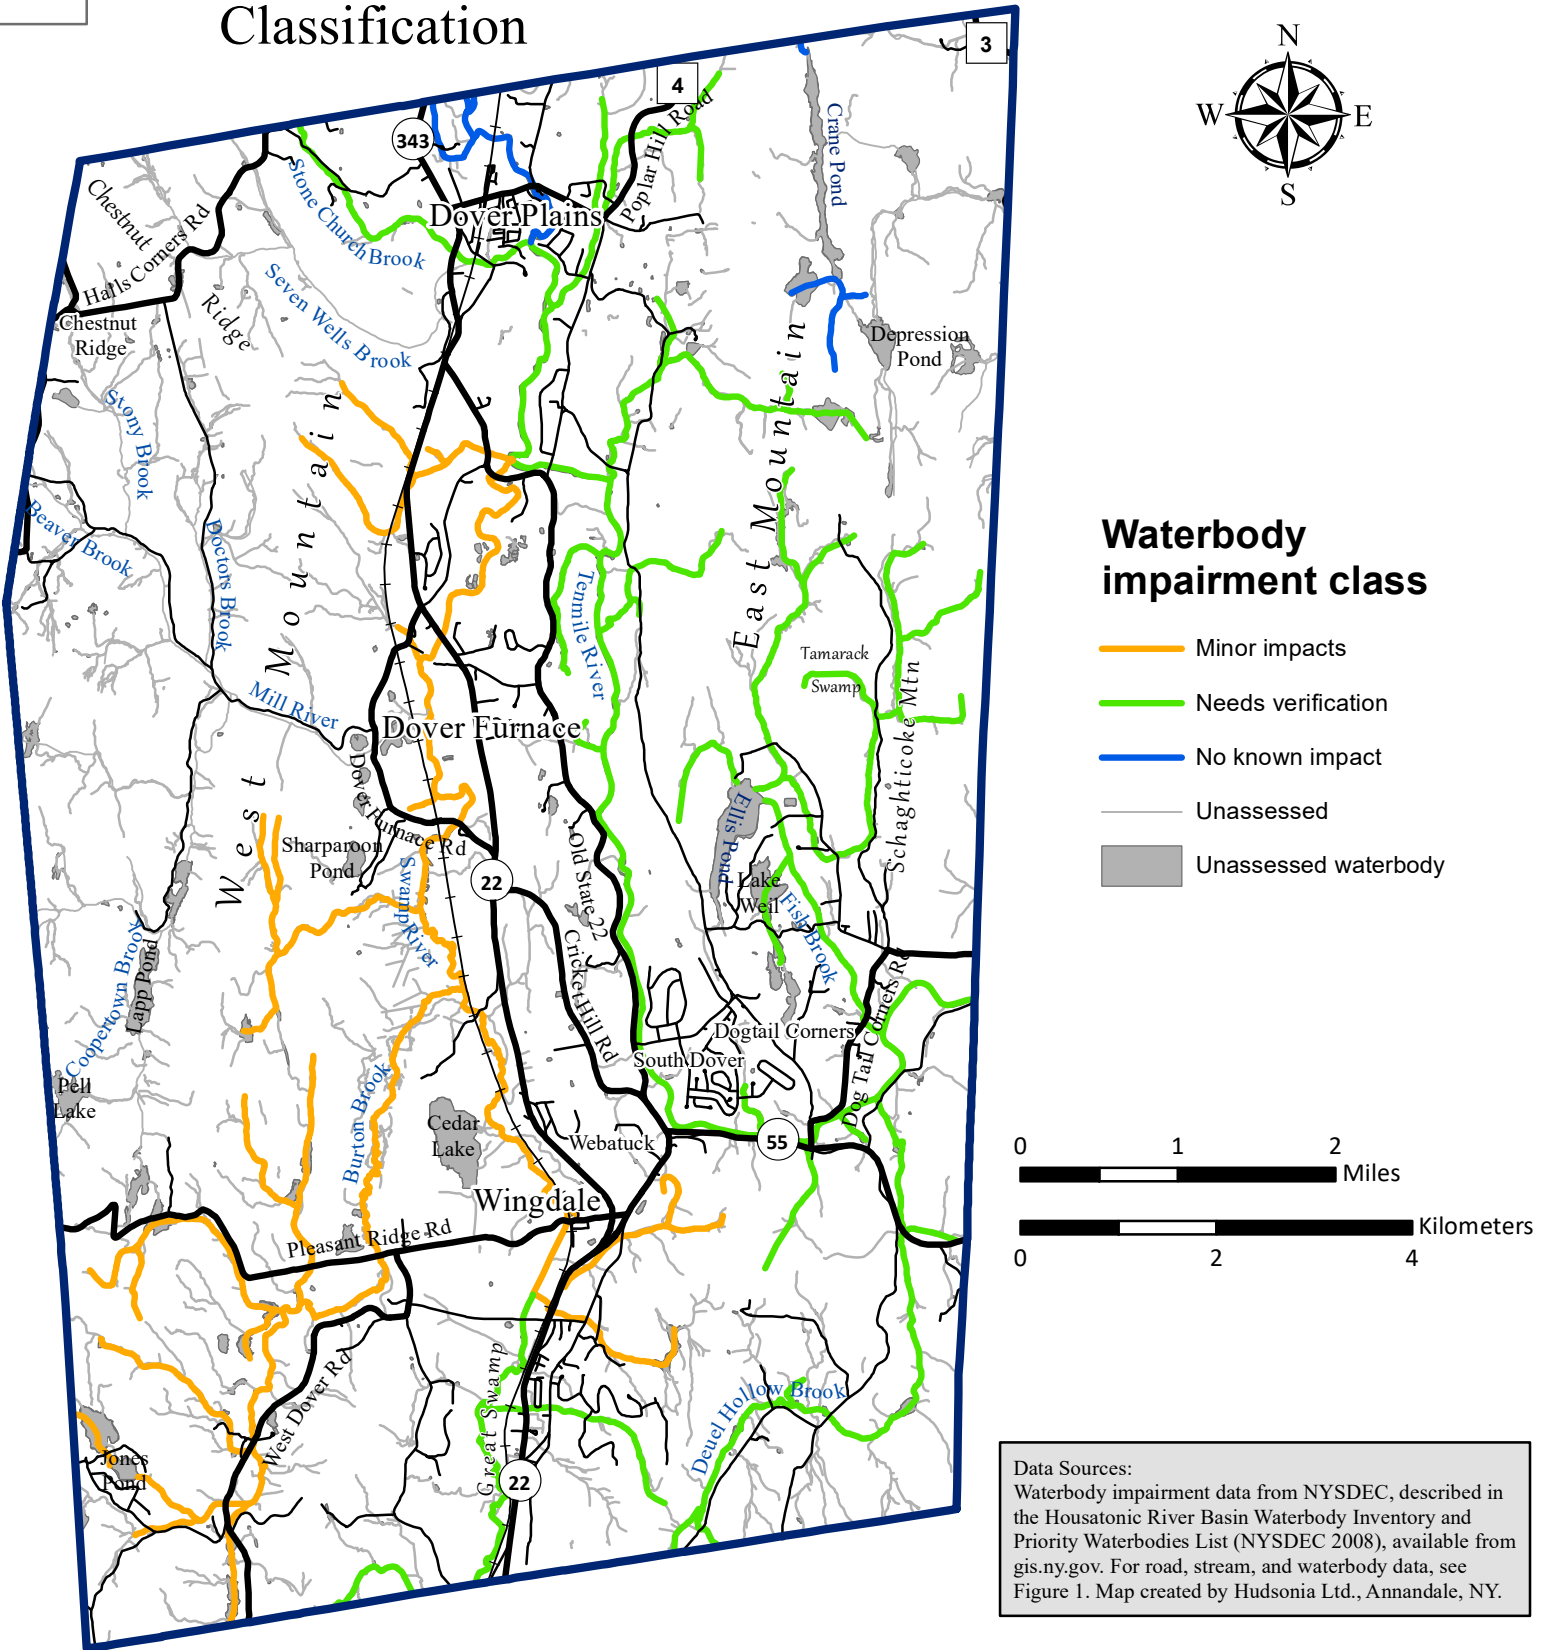 Classification
3
4
343
Poplar Hill Road
Crane Pond
N
W
E
S
Chestnut
Ridge
Halls Corners Rd
Stone Church Brook
Dover Plains
Seven Wells Brook
Chestnut
Ridge
Depression
Pond
Stony Brook
Beaver Brook
Doctors Brook
West Mountain
East Mountain
Tenmile River
Tamarack
Swamp
Schaghticoke Mtn
Mill River
Dover Furnace
Dover Furnace Rd
Sharparoon
Pond
Swamp River
22
Old State 22
Cricket Hill Rd
Ellis Pond
Lake
Weil
Fish Brook
Coopertown Brook
Lapp Pond
Pell
Lake
Burton Brook
Dogtail Corners
South Dover
Dog Tail Corners Rd
Cedar
Lake
Webatuck
55
Wingdale
Pleasant Ridge Rd
West Dover Rd
Great Swamp
Deuel Hollow Brook
Jones
Pond
22
Waterbody
impairment class
Minor impacts
Needs verification
No known impact
Unassessed
Unassessed waterbody
0 1 2
Miles
Kilometers
0 2 4
Data Sources:
Waterbody impairment data from NYSDEC, described in
the Housatonic River Basin Waterbody Inventory and
Priority Waterbodies List (NYSDEC 2008), available from
gis.ny.gov. For road, stream, and waterbody data, see
Figure 1. Map created by Hudsonia Ltd., Annandale, NY.